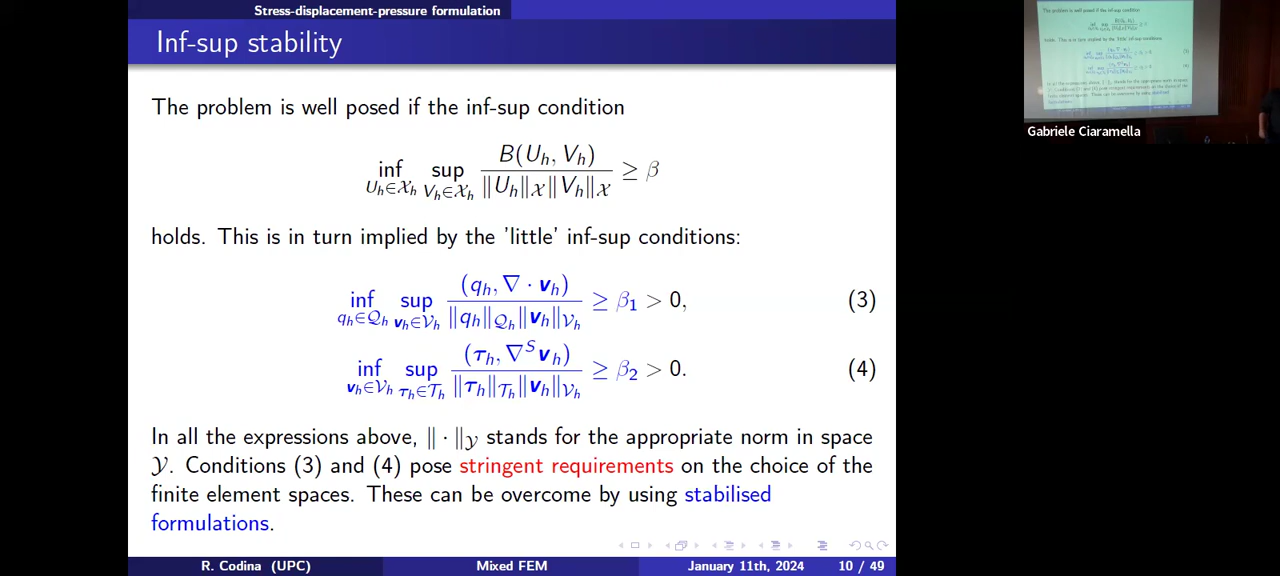 Stress-displacement-pressure formulation
Inf-sup stability
The problem is well posed if the inf-sup condition
inf_{U_h∈𝒳_h} sup_{V_h∈𝒳_h} B(U_h, V_h) / ‖U_h‖_𝒳 ‖V_h‖_𝒳 ≥ β
holds. This is in turn implied by the 'little' inf-sup conditions:
inf_{q_h∈𝒬_h} sup_{v_h∈𝒱_h} (q_h, ∇ · v_h) / ‖q_h‖_{𝒬_h} ‖v_h‖_{𝒱_h} ≥ β_1 > 0, (3)
inf_{v_h∈𝒱_h} sup_{τ_h∈𝒯_h} (τ_h, ∇^S v_h) / ‖τ_h‖_{𝒯_h} ‖v_h‖_{𝒱_h} ≥ β_2 > 0. (4)
In all the expressions above, ‖ · ‖_𝒴 stands for the appropriate norm in space
𝒴. Conditions (3) and (4) pose stringent requirements on the choice of the
finite element spaces. These can be overcome by using stabilised
formulations.
R. Codina (UPC) Mixed FEM January 11th, 2024 10 / 49
Gabriele Ciaramella